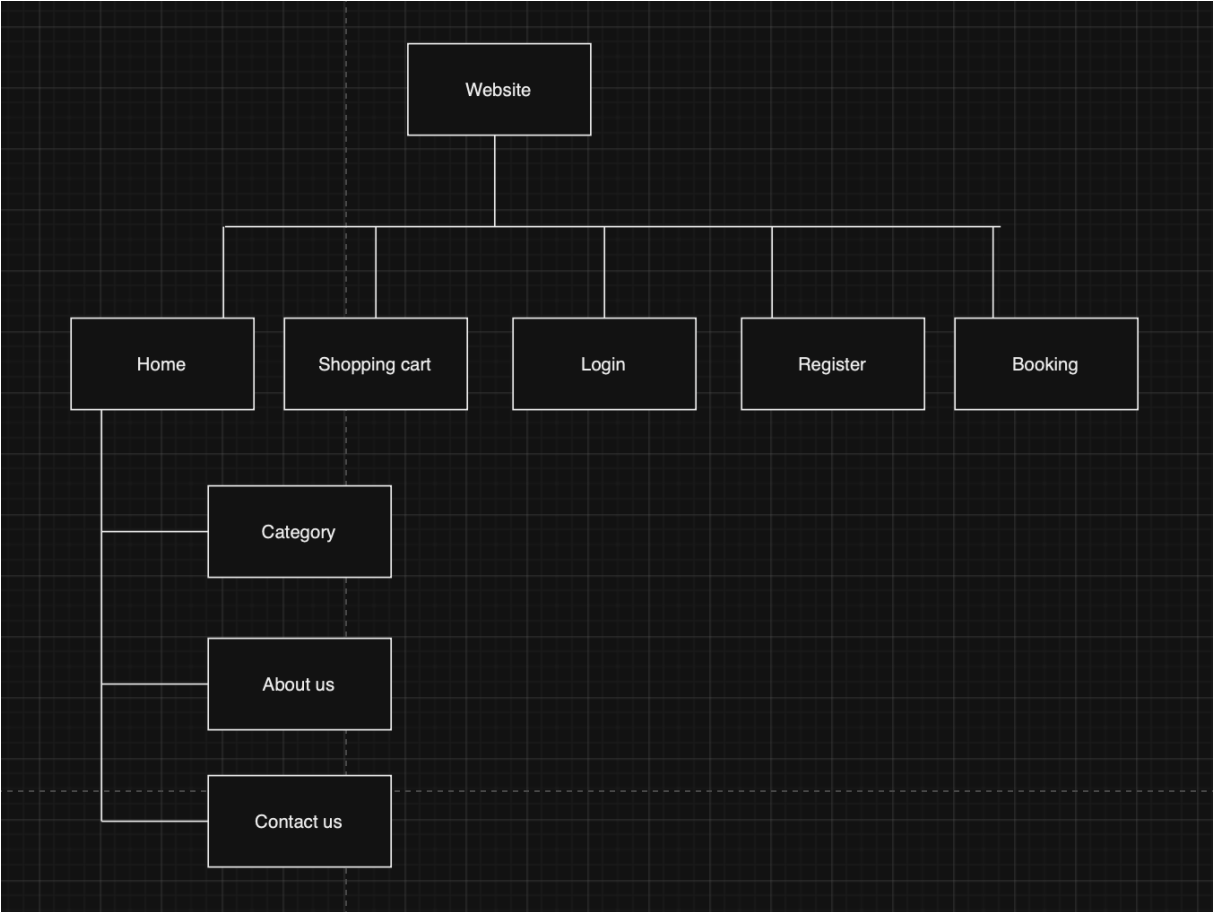 Website
Home
Shopping cart
Login
Register
Booking
Category
About us
Contact us